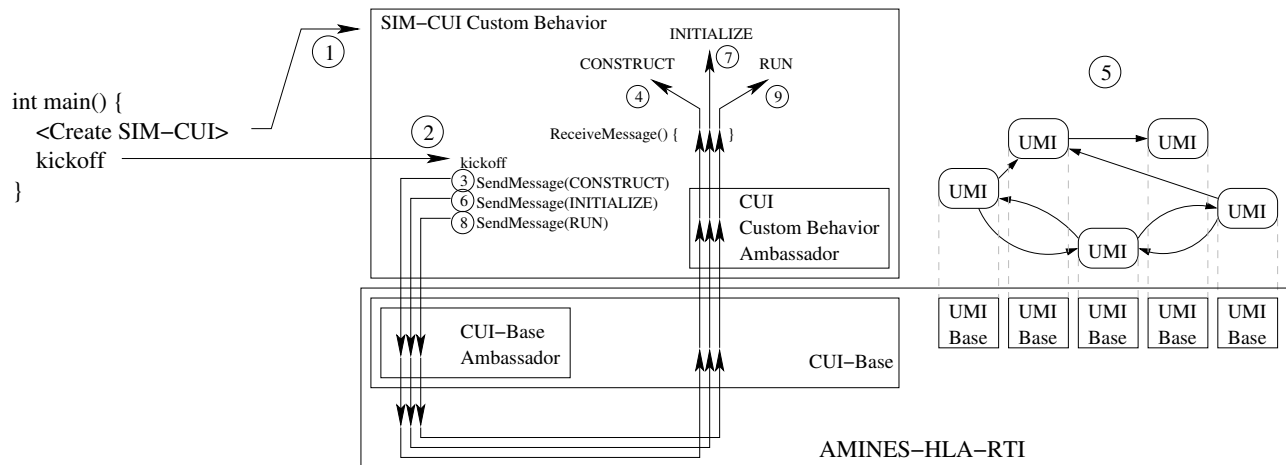 int main() {
<Create SIM−CUI>
kickoff
}
1
2
SIM−CUI Custom Behavior
INITIALIZE
7
CONSTRUCT
RUN
4
9
ReceiveMessage() {
}
kickoff
3 SendMessage(CONSTRUCT)
6 SendMessage(INITIALIZE)
8 SendMessage(RUN)
CUI
Custom Behavior
Ambassador
CUI−Base
Ambassador
CUI−Base
AMINES−HLA−RTI
5
UMI
UMI
UMI
UMI
UMI
UMI
Base
UMI
Base
UMI
Base
UMI
Base
UMI
Base